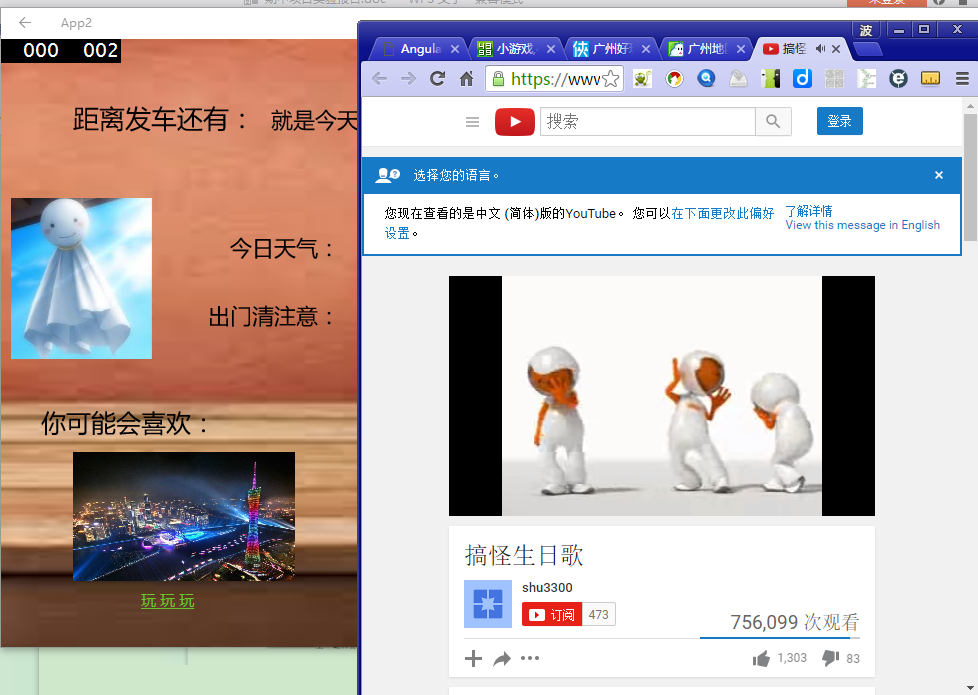 App2
000 002
距离发车还有： 就是今天
今日天气：
出门清注意：
你可能会喜欢：
玩玩玩
波
Angula
小游戏,
广州好
广州地
搞怪
https://www
搜索
登录
选择您的语言。
您现在查看的是中文 (简体)版的YouTube。 您可以在下面更改此偏好
设置。
了解详情
View this message in English
搞怪生日歌
shu3300
订阅 473
756,099 次观看
1,303 83